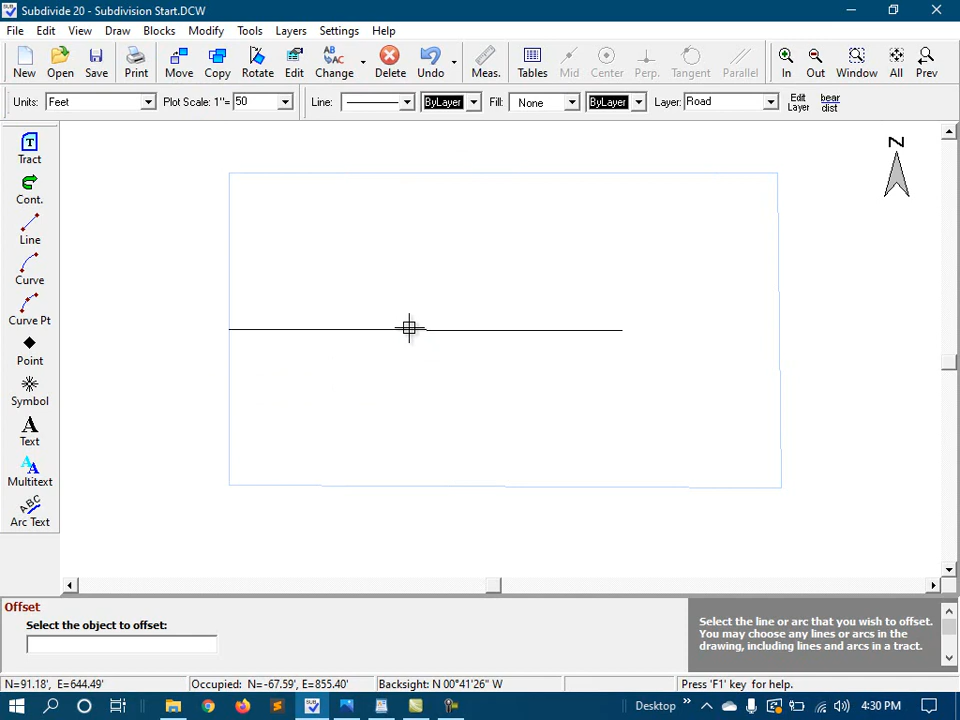 Subdivide 20 - Subdivision Start.DCW
File Edit View Draw Blocks Modify Tools Layers Settings Help
New Open Save Print Move Copy Rotate Edit Change Delete Undo Meas. Tables Mid Center Perp. Tangent Parallel In Out Window All Prev
Units: Feet Plot Scale: 1"= 50 Line: ByLayer Fill: None ByLayer Layer: Road Edit Layer bear dist
Tract
Cont.
Line
Curve
Curve Pt
Point
Symbol
Text
Multitext
Arc Text
N
Offset
Select the object to offset:
Select the line or arc that you wish to offset.
You may choose any lines or arcs in the
drawing, including lines and arcs in a tract.
N=91.18', E=644.49' Occupied: N=-67.59' E=855.40' Backsight: N 00°41'26" W Press 'F1' key for help.
Desktop » 4:30 PM